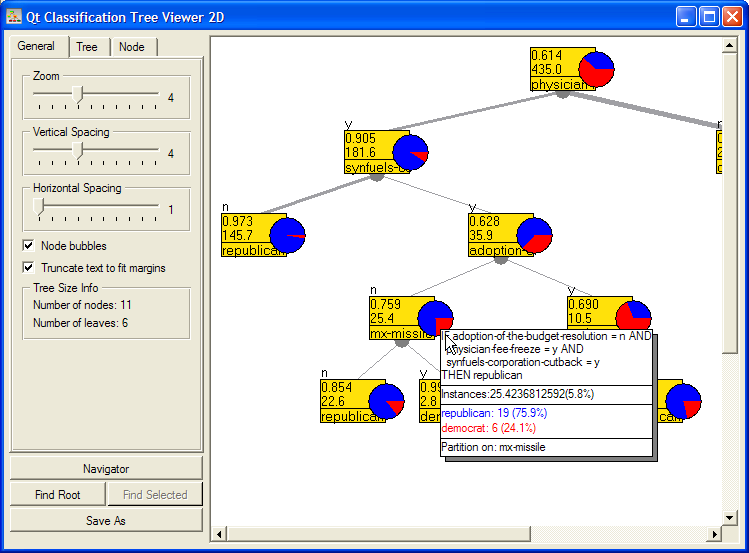 Qt Classification Tree Viewer 2D
General
Tree
Node
Zoom
4
Vertical Spacing
4
Horizontal Spacing
1
Node bubbles
Truncate text to fit margins
Tree Size Info
Number of nodes: 11
Number of leaves: 6
Navigator
Find Root
Find Selected
Save As
0.614
435.0
physician
y
0.905
181.6
synfuels-c
n
0.973
145.7
republican
y
0.628
35.9
adoption-
n
0.759
25.4
mx-missile
y
0.690
10.5
n
0.854
22.6
republican
y
0.99
2.8
de
ican
IF adoption-of-the-budget-resolution = n AND
physician-fee-freeze = y AND
synfuels-corporation-cutback = y
THEN republican
Instances:25.4236812592(5.8%)
republican: 19 (75.9%)
democrat: 6 (24.1%)
Partition on: mx-missile